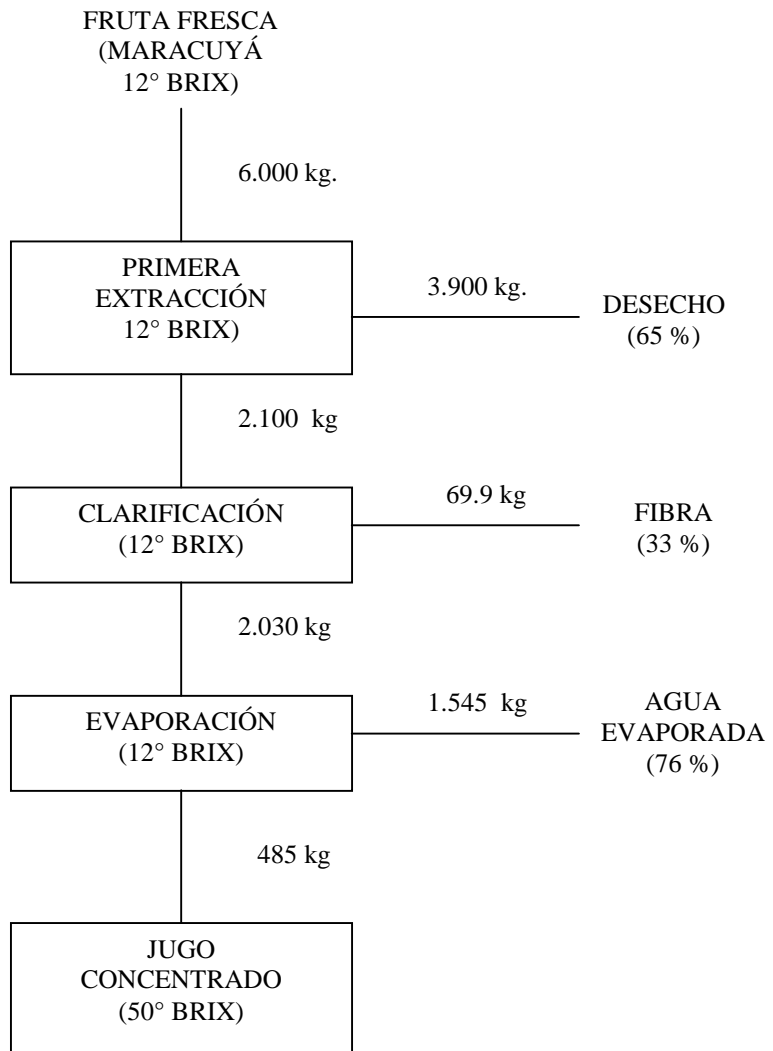 FRUTA FRESCA
(MARACUYÁ
12° BRIX)
6.000 kg.
PRIMERA
EXTRACCIÓN
12° BRIX)
3.900 kg.
DESECHO
(65 %)
2.100 kg
CLARIFICACIÓN
(12° BRIX)
69.9 kg
FIBRA
(33 %)
2.030 kg
EVAPORACIÓN
(12° BRIX)
1.545 kg
AGUA
EVAPORADA
(76 %)
485 kg
JUGO
CONCENTRADO
(50° BRIX)